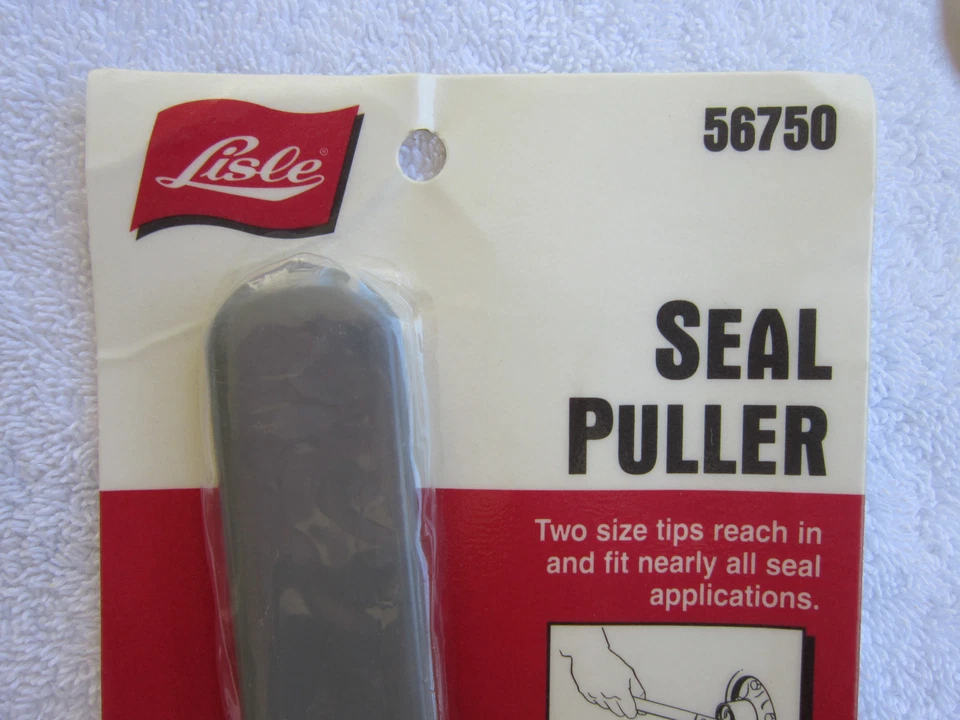 Lisle®
56750
SEAL
PULLER
Two size tips reach in
and fit nearly all seal
applications.